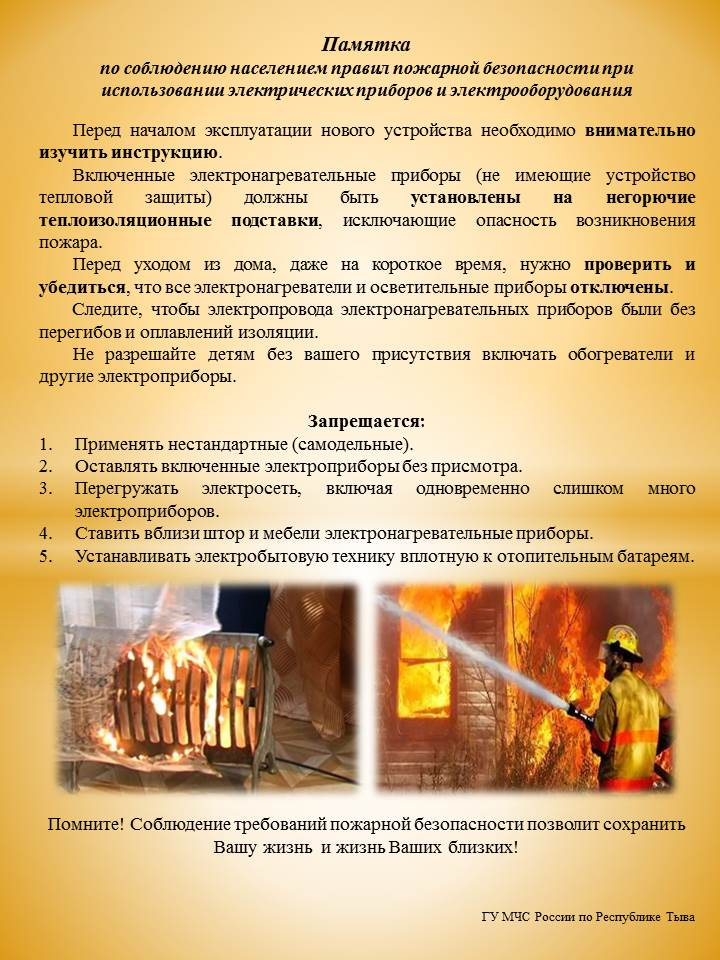 Памятка
по соблюдению населением правил пожарной безопасности при
использовании электрических приборов и электрооборудования
Перед началом эксплуатации нового устройства необходимо внимательно
изучить инструкцию.
Включенные электронагревательные приборы (не имеющие устройство
тепловой защиты) должны быть установлены на негорючие
теплоизоляционные подставки, исключающие опасность возникновения
пожара.
Перед уходом из дома, даже на короткое время, нужно проверить и
убедиться, что все электронагреватели и осветительные приборы отключены.
Следите, чтобы электропровода электронагревательных приборов были без
перегибов и оплавлений изоляции.
Не разрешайте детям без вашего присутствия включать обогреватели и
другие электроприборы.
Запрещается:
1. Применять нестандартные (самодельные).
2. Оставлять включенные электроприборы без присмотра.
3. Перегружать электросеть, включая одновременно слишком много
электроприборов.
4. Ставить вблизи штор и мебели электронагревательные приборы.
5. Устанавливать электробытовую технику вплотную к отопительным батареям.
Помните! Соблюдение требований пожарной безопасности позволит сохранить
Вашу жизнь и жизнь Ваших близких!
ГУ МЧС России по Республике Тыва